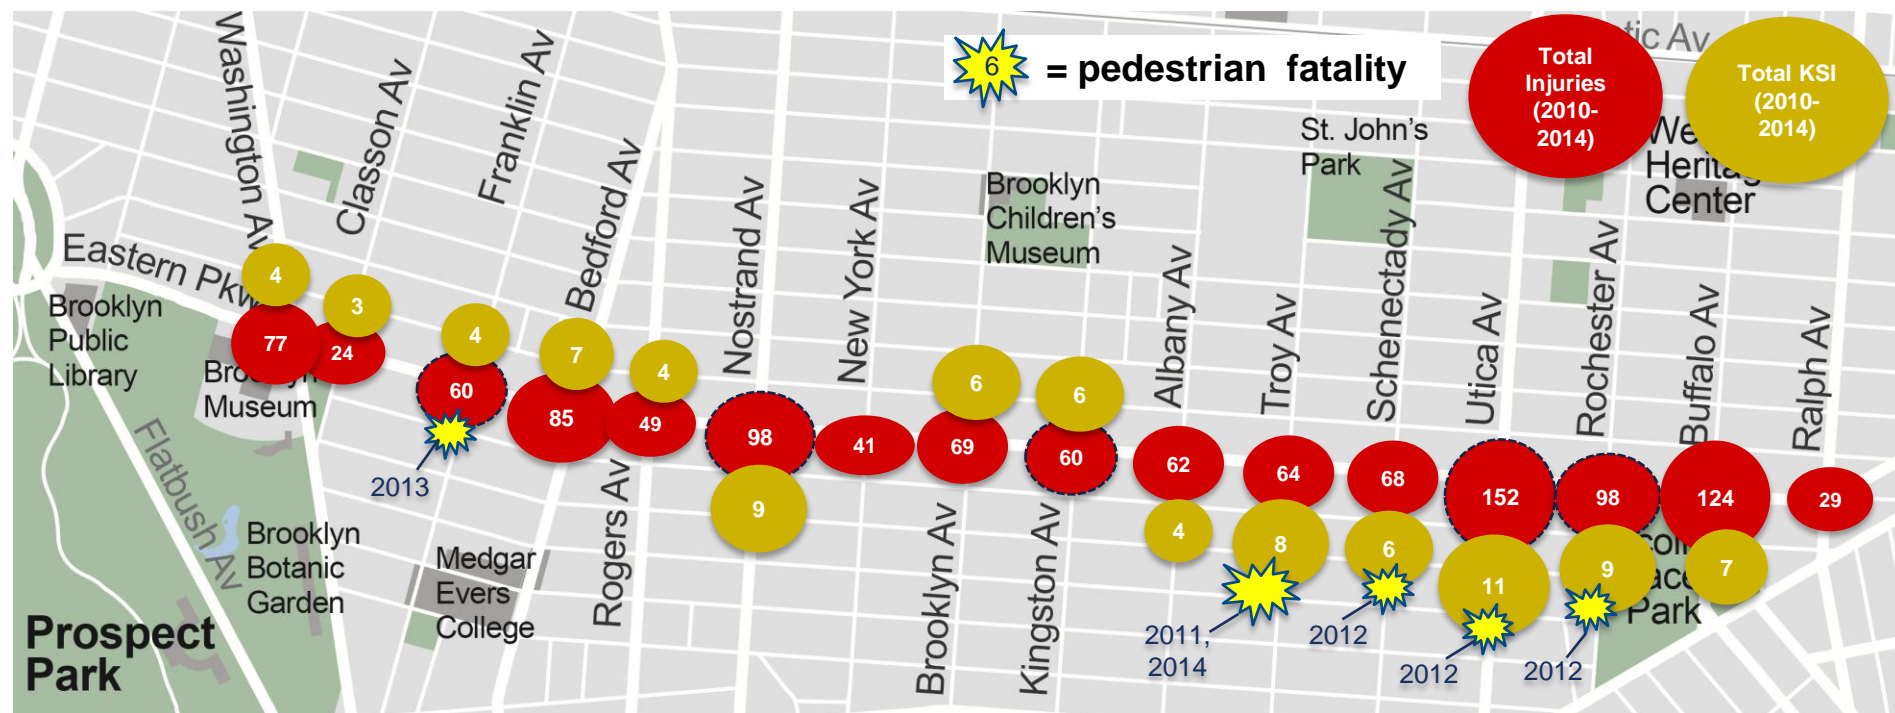 6
= pedestrian fatality
Total
Injuries
(2010-
2014)
Total KSI
(2010-
2014)
tic Av
We
Herita
Center
St. John's
Park
Brooklyn
Children's
Museum
Washington Av
Classon Av
Franklin Av
Bedford Av
Nostrand Av
New York Av
Albany Av
Troy Av
Schenectady Av
Utica Av
Rochester Av
Buffalo Av
Ralph Av
Eastern Pkw
Brooklyn
Public
Library
Museum
Flatbush Av
Brooklyn
Botanic
Garden
Prospect
Park
Medgar
Evers
College
Rogers Av
Brooklyn Av
Kingston Av
Park
4
77
3
24
4
60
2013
7
85
4
49
98
9
41
6
69
6
60
62
4
64
8
2011,
2014
68
6
2012
152
11
2012
98
9
2012
124
7
29